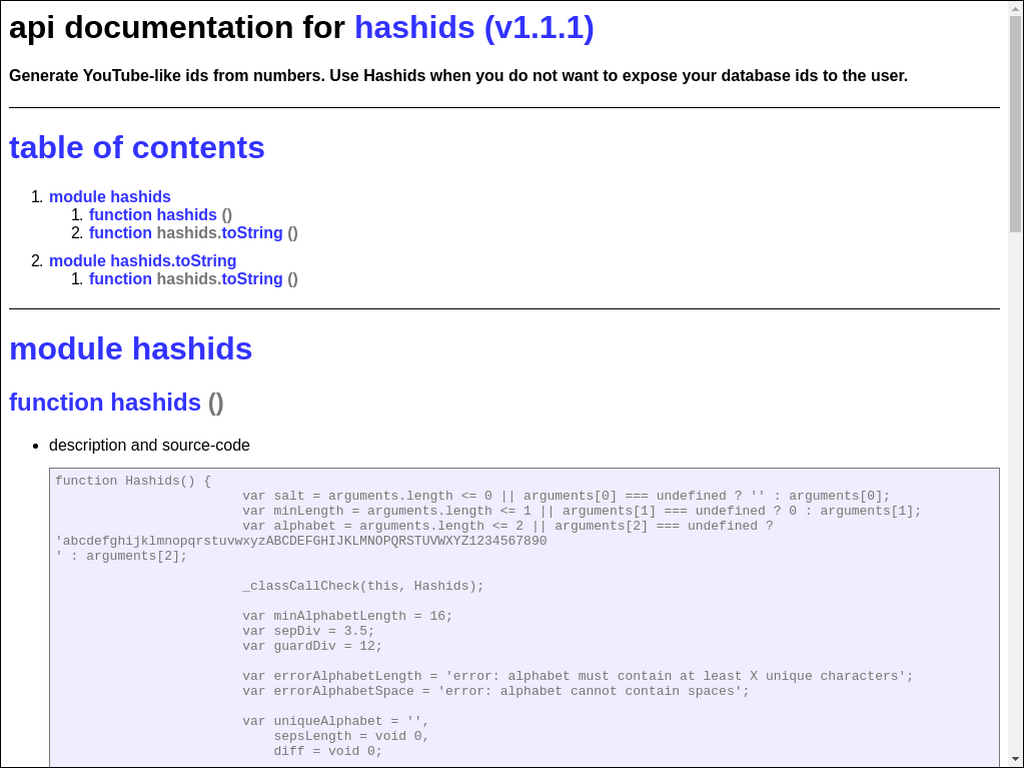 api documentation for hashids (v1.1.1)
Generate YouTube-like ids from numbers. Use Hashids when you do not want to expose your database ids to the user.
table of contents
1. module hashids
1. function hashids ()
2. function hashids.toString ()
2. module hashids.toString
1. function hashids.toString ()
module hashids
function hashids ()
• description and source-code
function Hashids() {
var salt = arguments.length <= 0 || arguments[0] === undefined ? '' : arguments[0];
var minLength = arguments.length <= 1 || arguments[1] === undefined ? 0 : arguments[1];
var alphabet = arguments.length <= 2 || arguments[2] === undefined ?
'abcdefghijklmnopqrstuvwxyzABCDEFGHIJKLMNOPQRSTUVWXYZ1234567890
' : arguments[2];
_classCallCheck(this, Hashids);
var minAlphabetLength = 16;
var sepDiv = 3.5;
var guardDiv = 12;
var errorAlphabetLength = 'error: alphabet must contain at least X unique characters';
var errorAlphabetSpace = 'error: alphabet cannot contain spaces';
var uniqueAlphabet = '',
sepsLength = void 0,
diff = void 0;